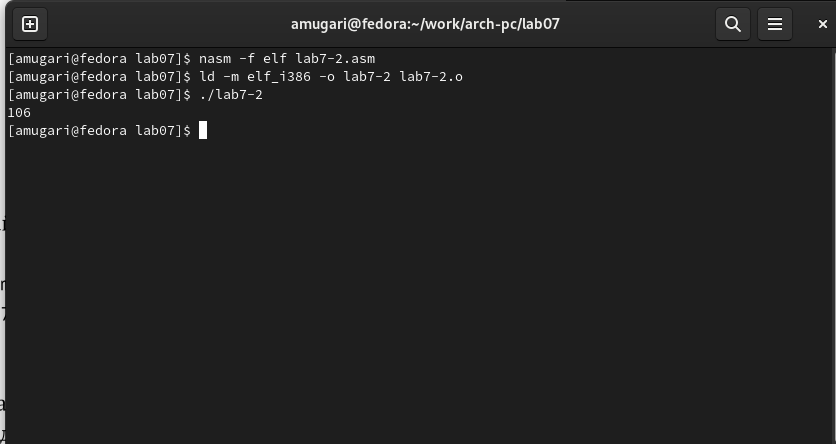 amugari@fedora:~/work/arch-pc/lab07
[amugari@fedora lab07]$ nasm -f elf lab7-2.asm
[amugari@fedora lab07]$ ld -m elf_i386 -o lab7-2 lab7-2.o
[amugari@fedora lab07]$ ./lab7-2
106
[amugari@fedora lab07]$